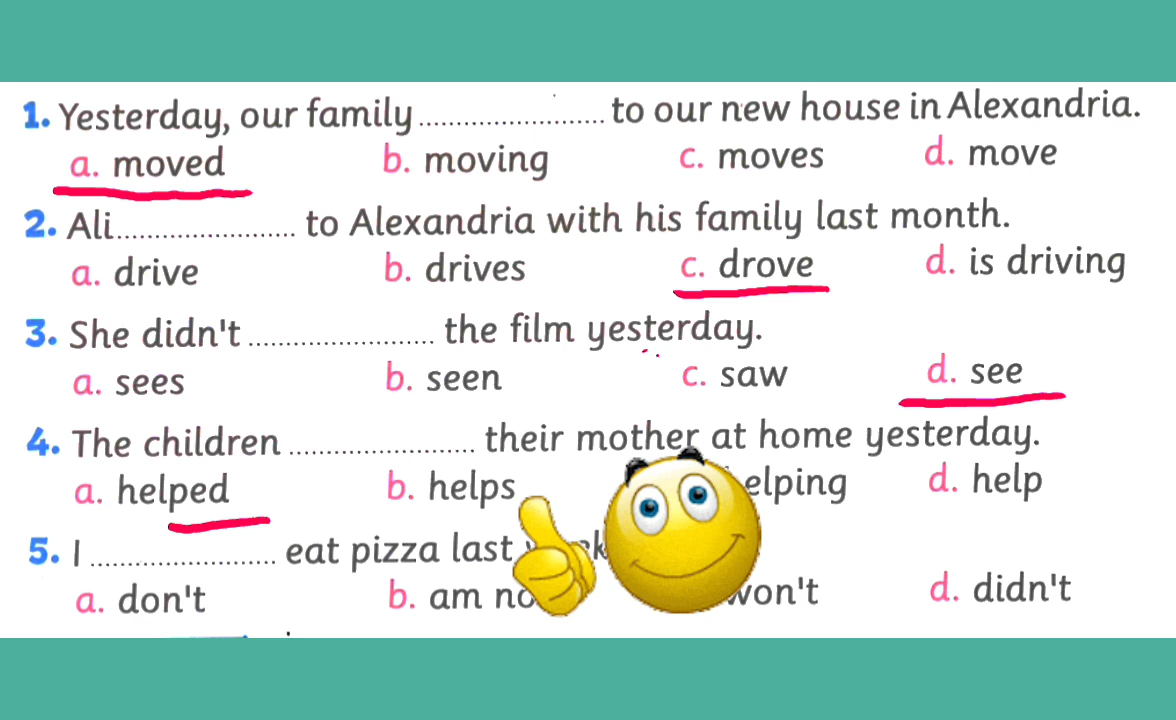 1. Yesterday, our family ........................ to our new house in Alexandria.
a. moved b. moving c. moves d. move
2. Ali ........................ to Alexandria with his family last month.
a. drive b. drives c. drove d. is driving
3. She didn't ........................ the film yesterday.
a. sees b. seen c. saw d. see
4. The children ........................ their mother at home yesterday.
a. helped b. helps elping d. help
5. I ........................ eat pizza last
a. don't b. am won't d. didn't